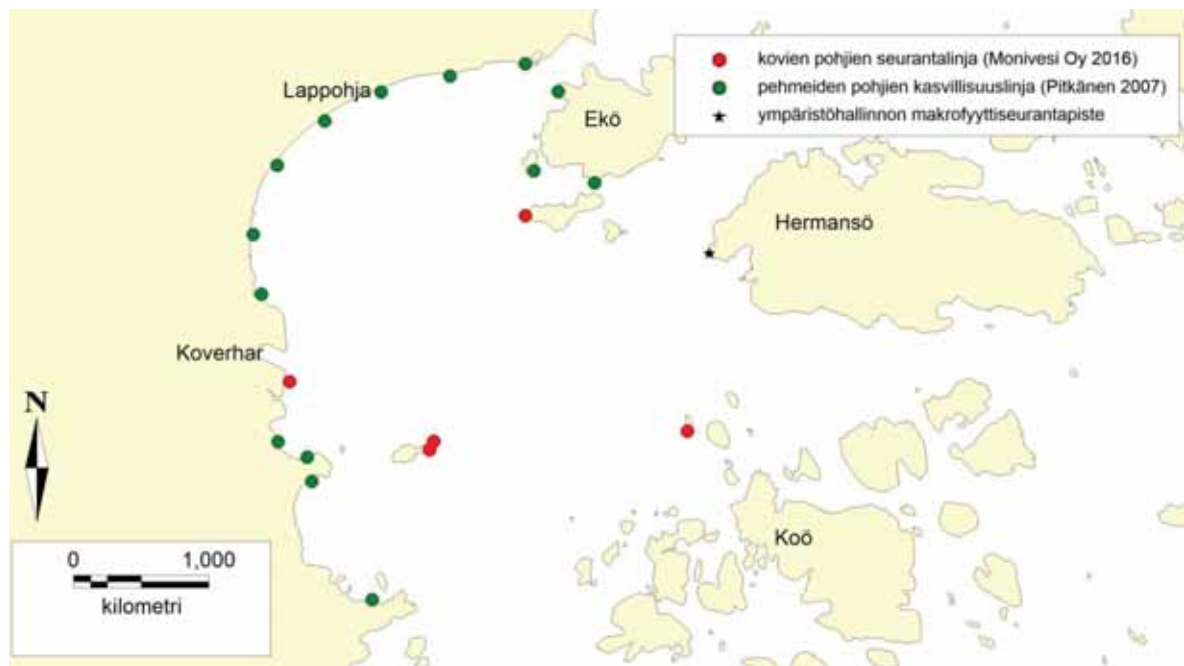 kovien pohjien seurantalinja (Monivesi Oy 2016)
pehmeiden pohjien kasvillisuuslinja (Pitkänen 2007)
ympäristöhallinnon makrofyyttiseurantapiste
Lappohja
Ekö
Hermansö
Koverhar
N
Koö
0 1,000
kilometri